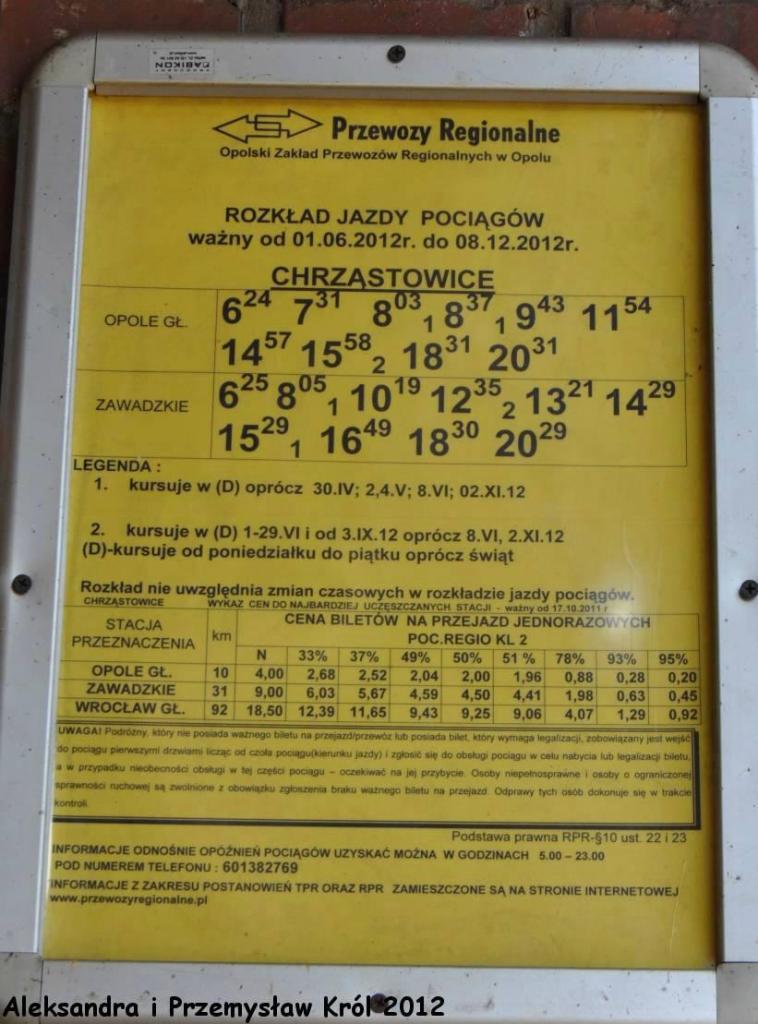 FABIKON
Przewozy Regionalne
Opolski Zakład Przewozów Regionalnych w Opolu
ROZKŁAD JAZDY POCIĄGÓW
ważny od 01.06.2012r. do 08.12.2012r.
CHRZĄSTOWICE
OPOLE GŁ. 6²⁴ 7³¹ 8⁰³₁ 8³⁷₁ 9⁴³ 11⁵⁴
14⁵⁷ 15⁵⁸₂ 18³¹ 20³¹
ZAWADZKIE 6²⁵ 8⁰⁵₁ 10¹⁹ 12³⁵₂ 13²¹ 14²⁹
15²⁹₁ 16⁴⁹ 18³⁰ 20²⁹
LEGENDA :
1. kursuje w (D) oprócz 30.IV; 2,4.V; 8.VI; 02.XI.12
2. kursuje w (D) 1-29.VI i od 3.IX.12 oprócz 8.VI, 2.XI.12
(D)-kursuje od poniedziałku do piątku oprócz świąt
Rozkład nie uwzględnia zmian czasowych w rozkładzie jazdy pociągów.
CHRZĄSTOWICE WYKAZ CEN DO NAJBARDZIEJ UCZĘSZCZANYCH STACJI - ważny od 17.10.2011 r
STACJA PRZEZNACZENIA km CENA BILETÓW NA PRZEJAZD JEDNORAZOWYCH
POC.REGIO KL 2
N 33% 37% 49% 50% 51 % 78% 93% 95%
OPOLE GŁ. 10 4,00 2,68 2,52 2,04 2,00 1,96 0,88 0,28 0,20
ZAWADZKIE 31 9,00 6,03 5,67 4,59 4,50 4,41 1,98 0,63 0,45
WROCŁAW GŁ. 92 18,50 12,39 11,65 9,43 9,25 9,06 4,07 1,29 0,92
UWAGA! Podróżny, który nie posiada ważnego biletu na przejazd/przewóz lub posiada bilet, który wymaga legalizacji, zobowiązany jest wejść
do pociągu pierwszymi drzwiami licząc od czoła pociągu(kierunku jazdy) i zgłosić się do obsługi pociągu w celu nabycia lub legalizacji biletu,
a w przypadku nieobecności obsługi w tej części pociągu – oczekiwać na jej przybycie. Osoby niepełnosprawne i osoby o ograniczonej
sprawności ruchowej są zwolnione z obowiązku zgłoszenia braku ważnego biletu na przejazd. Odprawy tych osób dokonuje się w trakcie
kontroli.
Podstawa prawna RPR-§10 ust. 22 i 23
INFORMACJE ODNOŚNIE OPÓŹNIEŃ POCIĄGÓW UZYSKAĆ MOŻNA W GODZINACH 5.00 – 23.00
POD NUMEREM TELEFONU : 601382769
INFORMACJE Z ZAKRESU POSTANOWIEŃ TPR ORAZ RPR ZAMIESZCZONE SĄ NA STRONIE INTERNETOWEJ
www.przewozyregionalne.pl
Aleksandra i Przemysław Król 2012